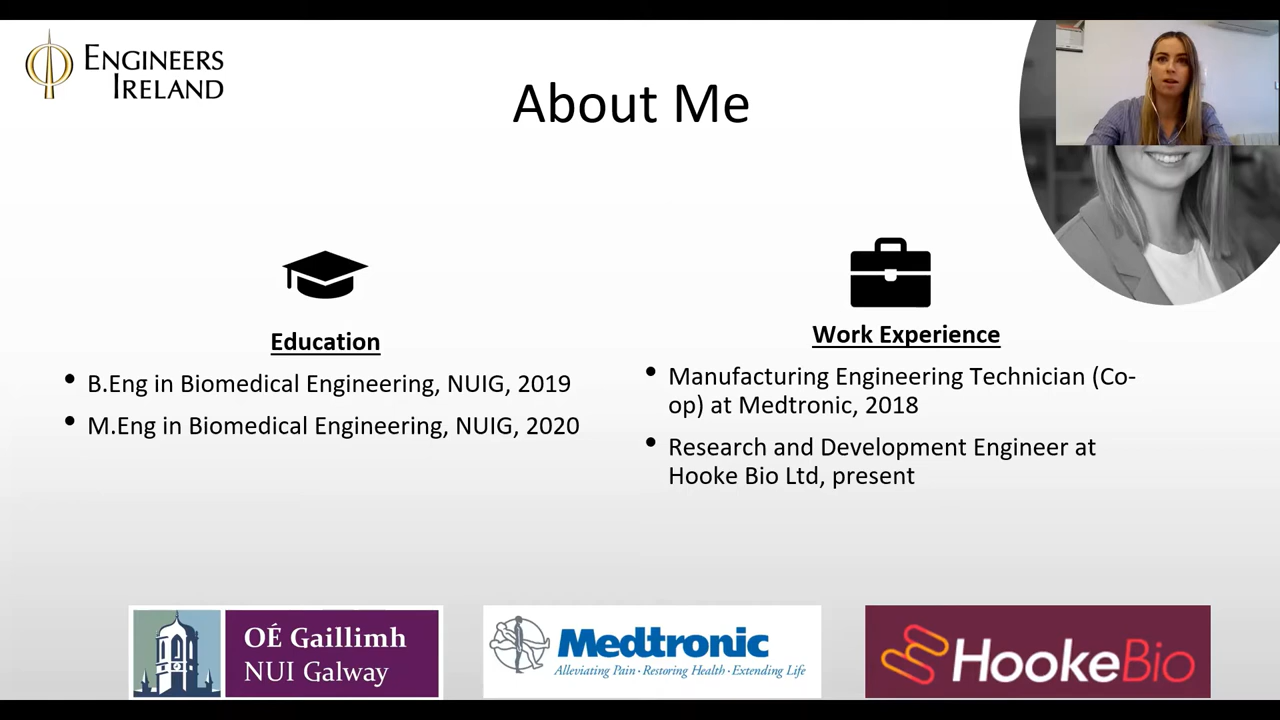 ENGINEERS
IRELAND
About Me
Education
• B.Eng in Biomedical Engineering, NUIG, 2019
• M.Eng in Biomedical Engineering, NUIG, 2020
Work Experience
• Manufacturing Engineering Technician (Co-
op) at Medtronic, 2018
• Research and Development Engineer at
Hooke Bio Ltd, present
OÉ Gaillimh
NUI Galway
Medtronic
Alleviating Pain · Restoring Health · Extending Life
HookeBio